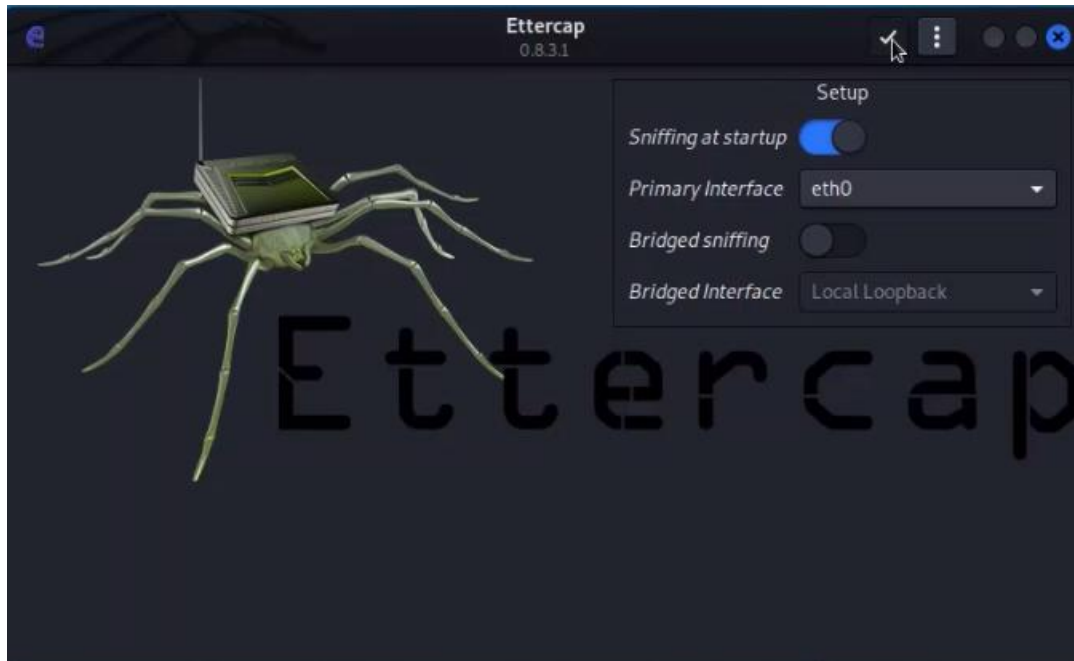 Ettercap
0.8.3.1
Setup
Sniffing at startup
Primary Interface eth0
Bridged sniffing
Bridged Interface Local Loopback
Ettercap